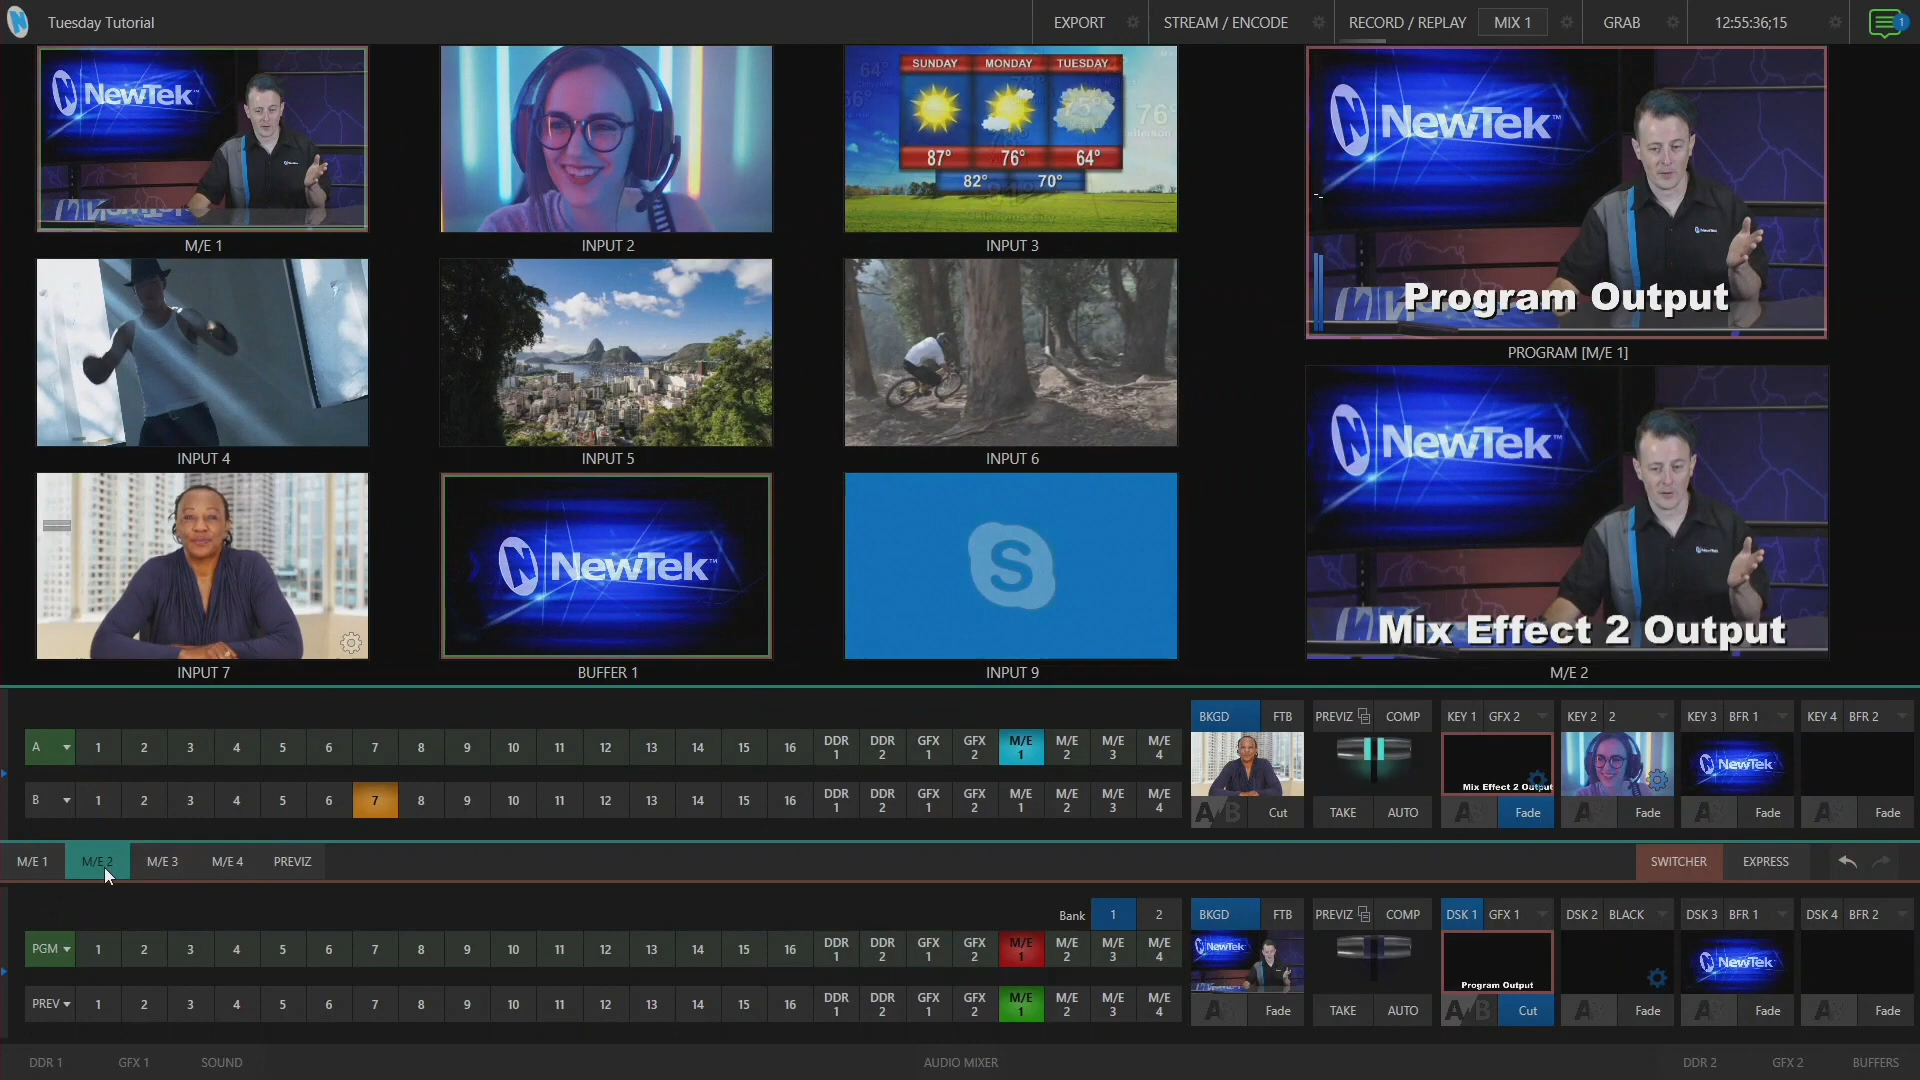 Tuesday Tutorial
EXPORT
STREAM / ENCODE
RECORD / REPLAY
MIX 1
GRAB
12:55:36;15
1
NewTek
M/E 1
INPUT 2
SUNDAY MONDAY TUESDAY
87° 76° 64°
82° 70°
INPUT 3
INPUT 4
INPUT 5
INPUT 6
INPUT 7
NewTek
BUFFER 1
S
INPUT 9
NewTek
Program Output
PROGRAM [M/E 1]
NewTek
Mix Effect 2 Output
M/E 2
A 1 2 3 4 5 6 7 8 9 10 11 12 13 14 15 16 DDR 1 DDR 2 GFX 1 GFX 2 M/E 1 M/E 2 M/E 3 M/E 4
B 1 2 3 4 5 6 7 8 9 10 11 12 13 14 15 16 DDR 1 DDR 2 GFX 1 GFX 2 M/E 1 M/E 2 M/E 3 M/E 4
BKGD FTB PREVIZ COMP KEY 1 GFX 2 KEY 2 2 KEY 3 BFR 1 KEY 4 BFR 2
Mix Effect 2 Output
NewTek
A/B Cut TAKE AUTO Fade Fade Fade Fade
M/E 1 M/E 2 M/E 3 M/E 4 PREVIZ SWITCHER EXPRESS
Bank 1 2
PGM 1 2 3 4 5 6 7 8 9 10 11 12 13 14 15 16 DDR 1 DDR 2 GFX 1 GFX 2 M/E 1 M/E 2 M/E 3 M/E 4
PREV 1 2 3 4 5 6 7 8 9 10 11 12 13 14 15 16 DDR 1 DDR 2 GFX 1 GFX 2 M/E 1 M/E 2 M/E 3 M/E 4
BKGD FTB PREVIZ COMP DSK 1 GFX 1 DSK 2 BLACK DSK 3 BFR 1 DSK 4 BFR 2
NewTek
Program Output
NewTek
Fade TAKE AUTO A/B Cut Fade Fade Fade
DDR 1 GFX 1 SOUND AUDIO MIXER DDR 2 GFX 2 BUFFERS